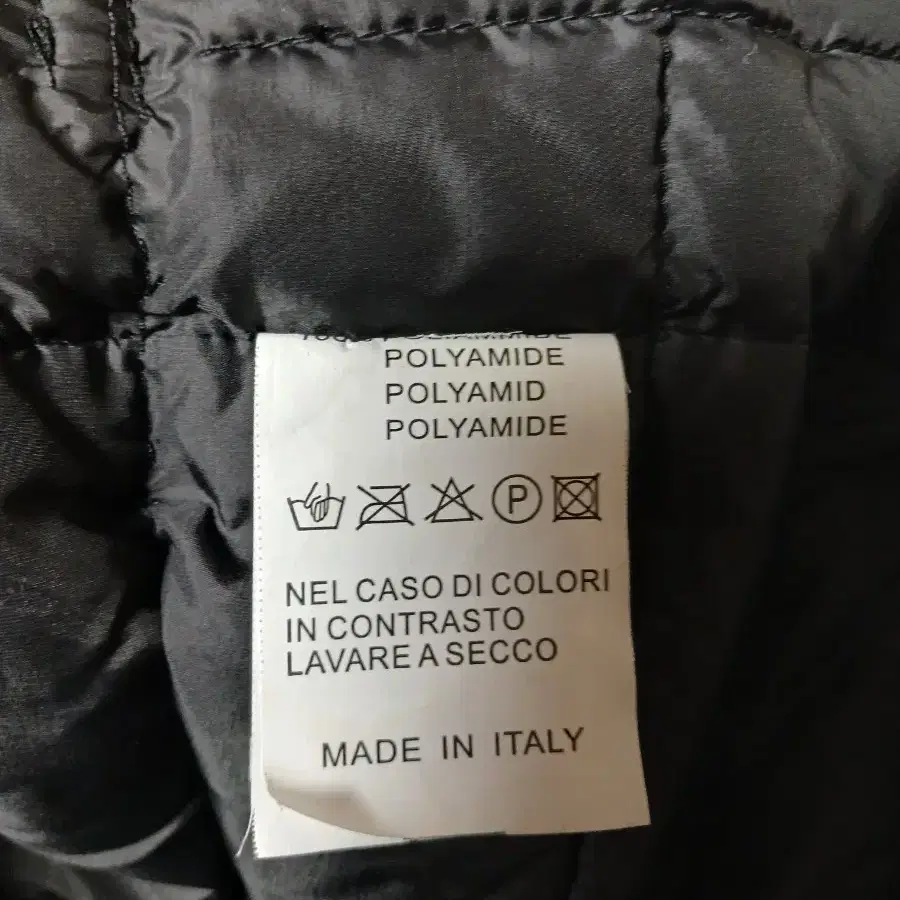 POLYAMIDE
POLYAMID
POLYAMIDE
P
NEL CASO DI COLORI
IN CONTRASTO
LAVARE A SECCO
MADE IN ITALY